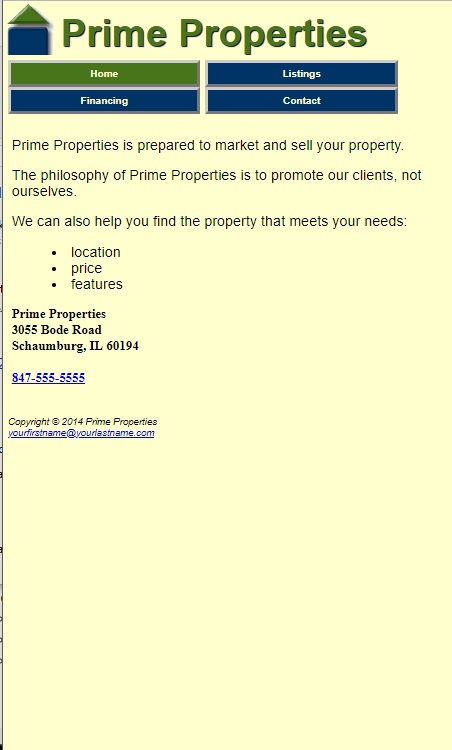 Prime Properties
Home
Listings
Financing
Contact
Prime Properties is prepared to market and sell your property.
The philosophy of Prime Properties is to promote our clients, not
ourselves.
We can also help you find the property that meets your needs:
• location
• price
• features
Prime Properties
3055 Bode Road
Schaumburg, IL 60194
847-555-5555
Copyright © 2014 Prime Properties
yourfirstname@yourlastname.com